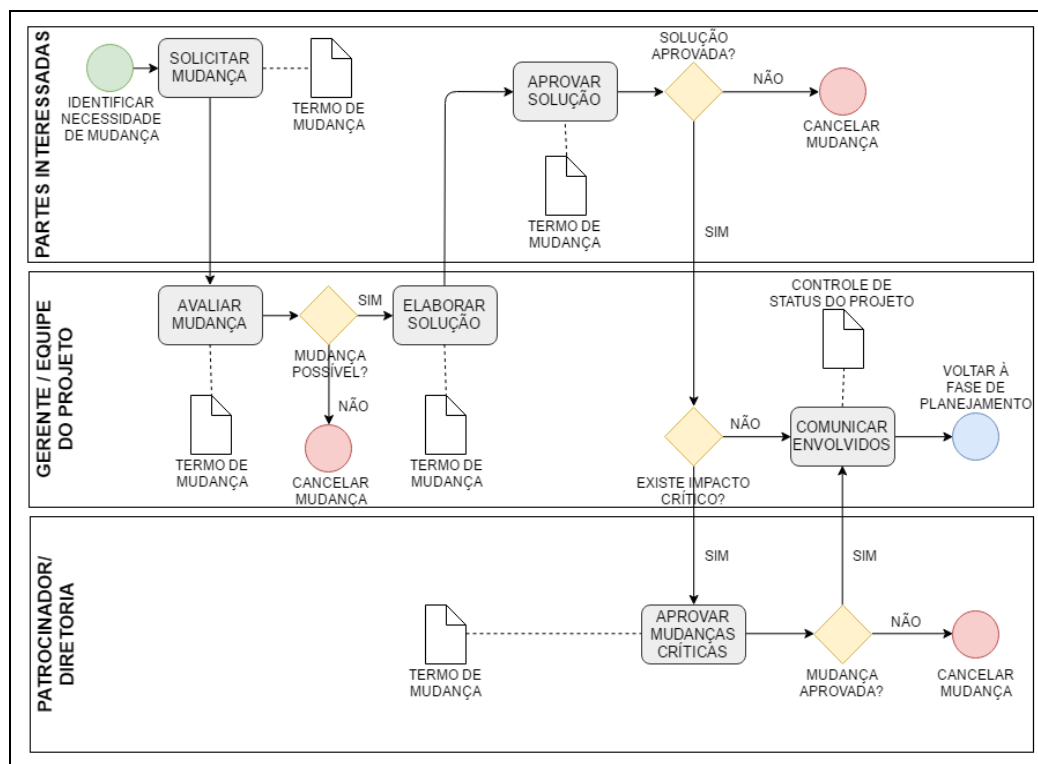 PARTES INTERESSADAS
IDENTIFICAR
NECESSIDADE
DE MUDANÇA
SOLICITAR
MUDANÇA
TERMO DE
MUDANÇA
APROVAR
SOLUÇÃO
TERMO DE
MUDANÇA
SOLUÇÃO
APROVADA?
NÃO
CANCELAR
MUDANÇA
SIM
GERENTE / EQUIPE
DO PROJETO
AVALIAR
MUDANÇA
TERMO DE
MUDANÇA
SIM
MUDANÇA
POSSÍVEL?
NÃO
CANCELAR
MUDANÇA
ELABORAR
SOLUÇÃO
TERMO DE
MUDANÇA
EXISTE IMPACTO
CRÍTICO?
NÃO
CONTROLE DE
STATUS DO PROJETO
COMUNICAR
ENVOLVIDOS
VOLTAR À
FASE DE
PLANEJAMENTO
PATROCINADOR/
DIRETORIA
TERMO DE
MUDANÇA
SIM
APROVAR
MUDANÇAS
CRÍTICAS
SIM
MUDANÇA
APROVADA?
NÃO
CANCELAR
MUDANÇA